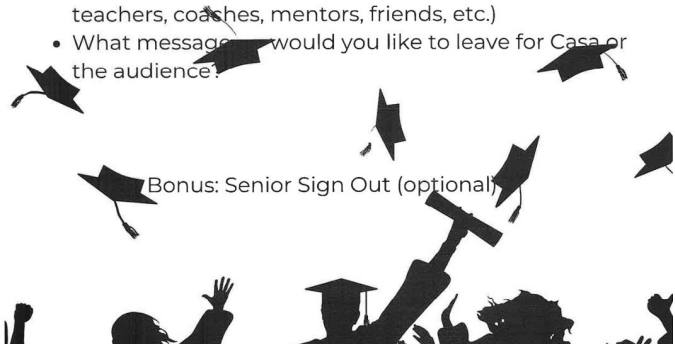 teachers, coaches, mentors, friends, etc.)
• What message would you like to leave for Casa or
the audience?
Bonus: Senior Sign Out (optional)